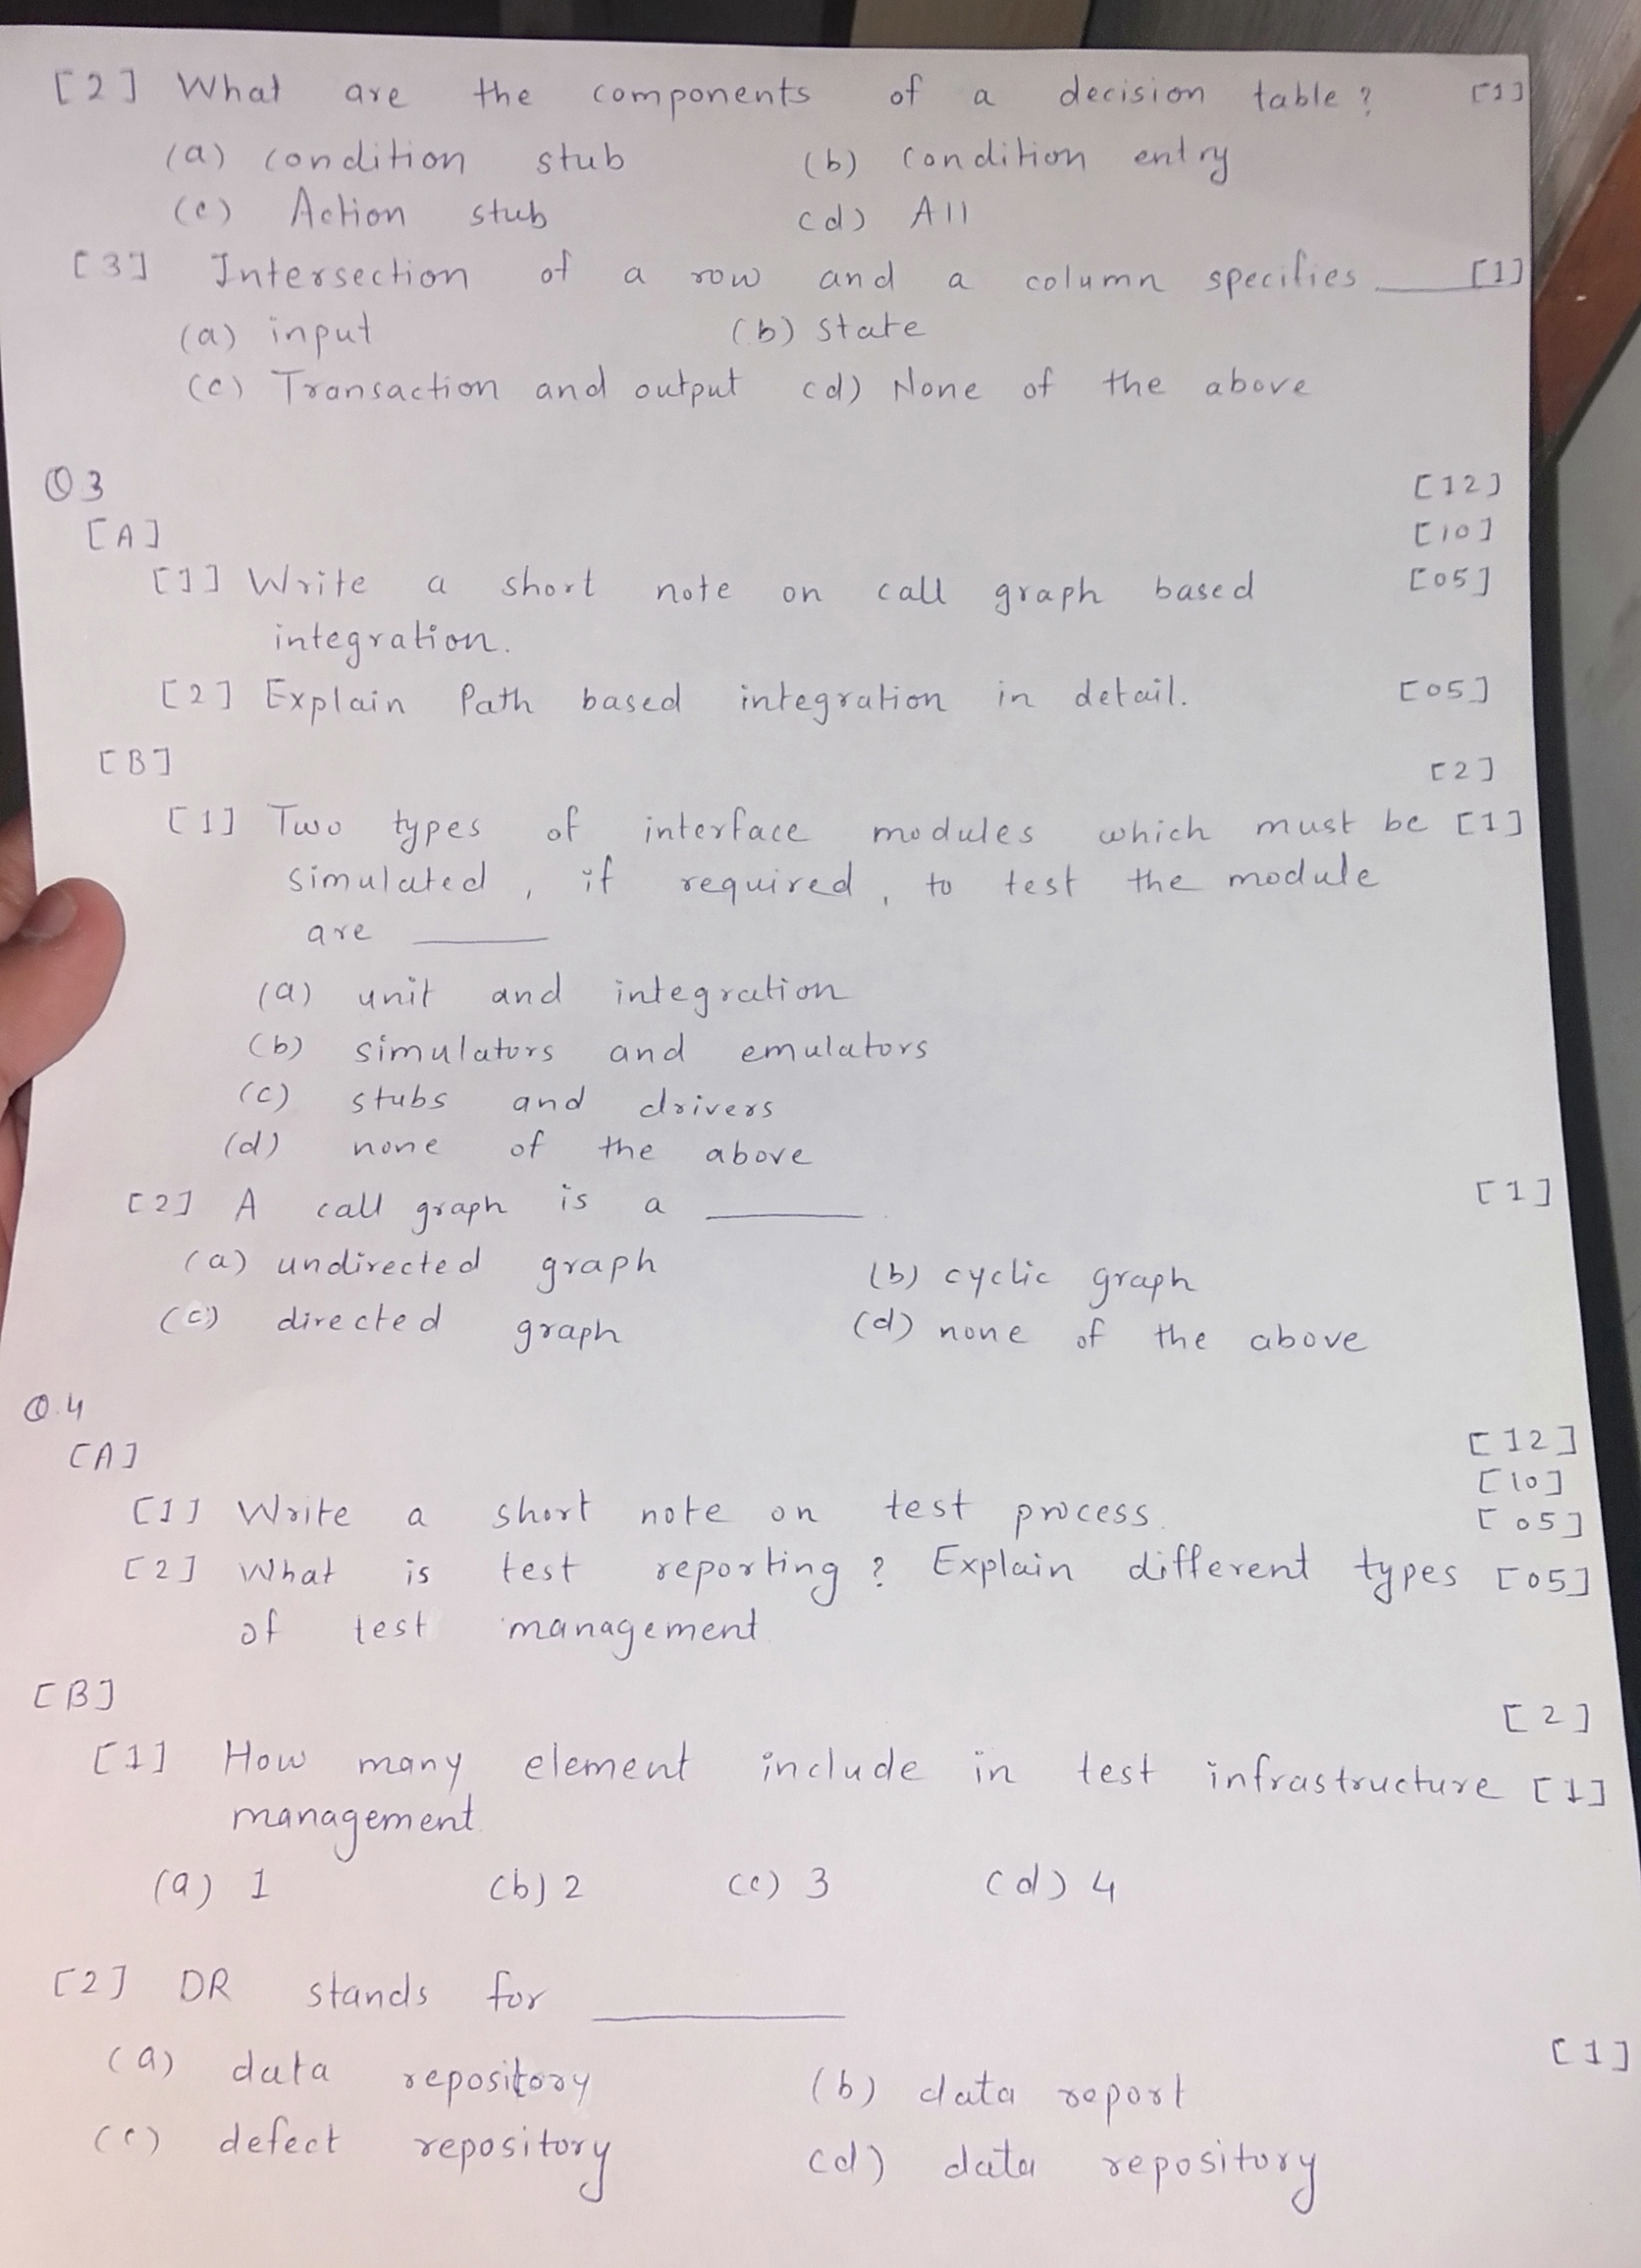 [2] What are the components of a decision table? [1]
(a) condition stub (b) condition entry
(c) Action stub (d) All
[3] Intersection of a row and a column specifies ____ [1]
(a) input (b) state
(c) Transaction and output (d) None of the above
Q3 [12]
[A] [10]
[1] Write a short note on call graph based [05]
integration.
[2] Explain Path based integration in detail. [05]
[B] [2]
[1] Two types of interface modules which must be [1]
simulated, if required, to test the module
are ____
(a) unit and integration
(b) simulators and emulators
(c) stubs and drivers
(d) none of the above
[2] A call graph is a ____. [1]
(a) undirected graph (b) cyclic graph
(c) directed graph (d) none of the above
Q.4 [12]
[A] [10]
[1] Write a short note on test process. [05]
[2] What is test reporting? Explain different types [05]
of test management
[B] [2]
[1] How many element include in test infrastructure [1]
management.
(a) 1 (b) 2 (c) 3 (d) 4
[2] DR stands for ____ [1]
(a) data repository (b) data report
(c) defect repository (d) data repository